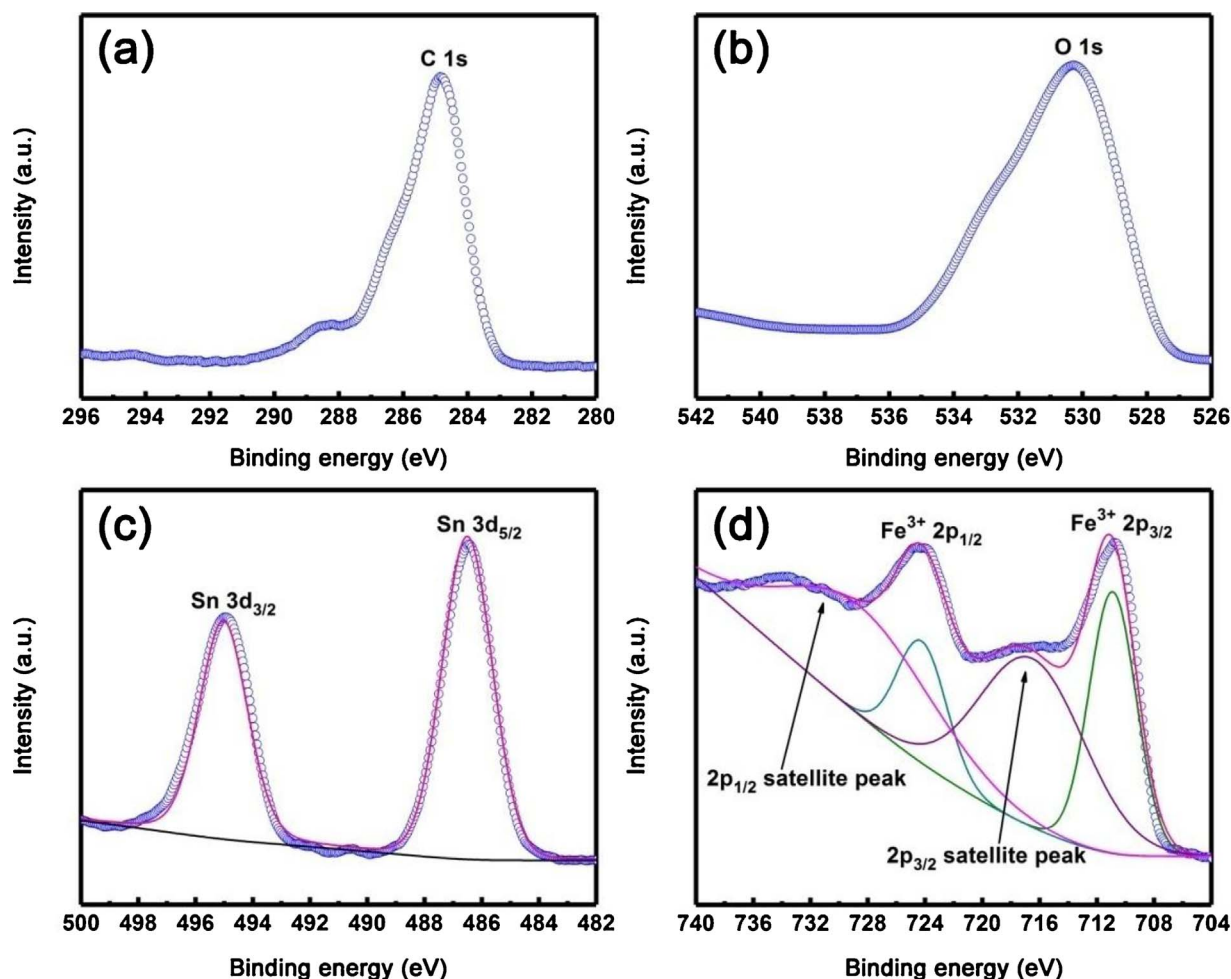 (a)
C 1s
Intensity (a.u.)
296 294 292 290 288 286 284 282 280
Binding energy (eV)
(b)
O 1s
Intensity (a.u.)
542 540 538 536 535 532 530 528 526
Binding energy (eV)
(c)
Sn 3d5/2
Sn 3d3/2
Intensity (a.u.)
500 498 496 495 492 490 488 486 484 482
Binding energy (eV)
(d)
Fe3+ 2p1/2
Fe3+ 2p3/2
2p1/2 satellite peak
2p3/2 satellite peak
Intensity (a.u.)
740 736 732 728 724 720 716 715 708 704
Binding energy (eV)